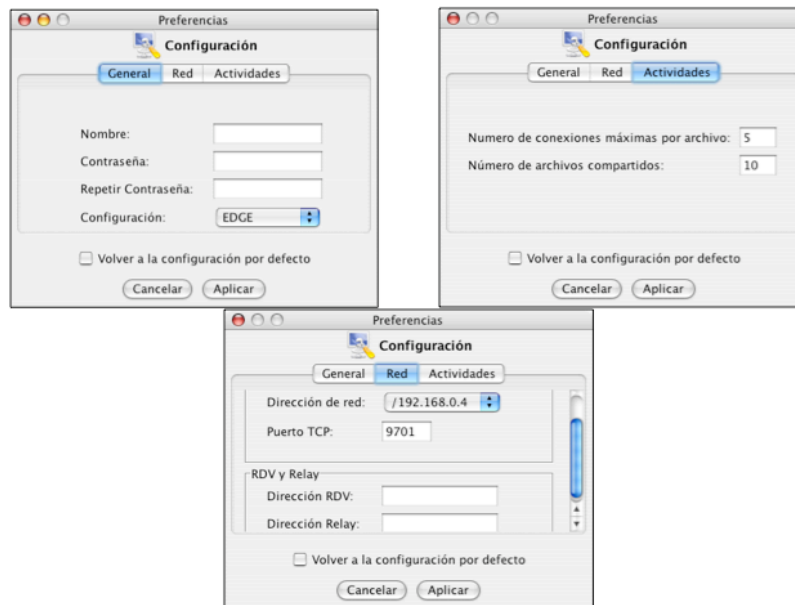 Preferencias
Configuración
General Red Actividades
Nombre:
Contraseña:
Repetir Contraseña:
Configuración: EDGE
Volver a la configuración por defecto
Cancelar Aplicar
Preferencias
Configuración
General Red Actividades
Numero de conexiones máximas por archivo: 5
Número de archivos compartidos: 10
Volver a la configuración por defecto
Cancelar Aplicar
Preferencias
Configuración
General Red Actividades
Dirección de red: /192.168.0.4
Puerto TCP: 9701
RDV y Relay
Dirección RDV:
Dirección Relay:
Volver a la configuración por defecto
Cancelar Aplicar